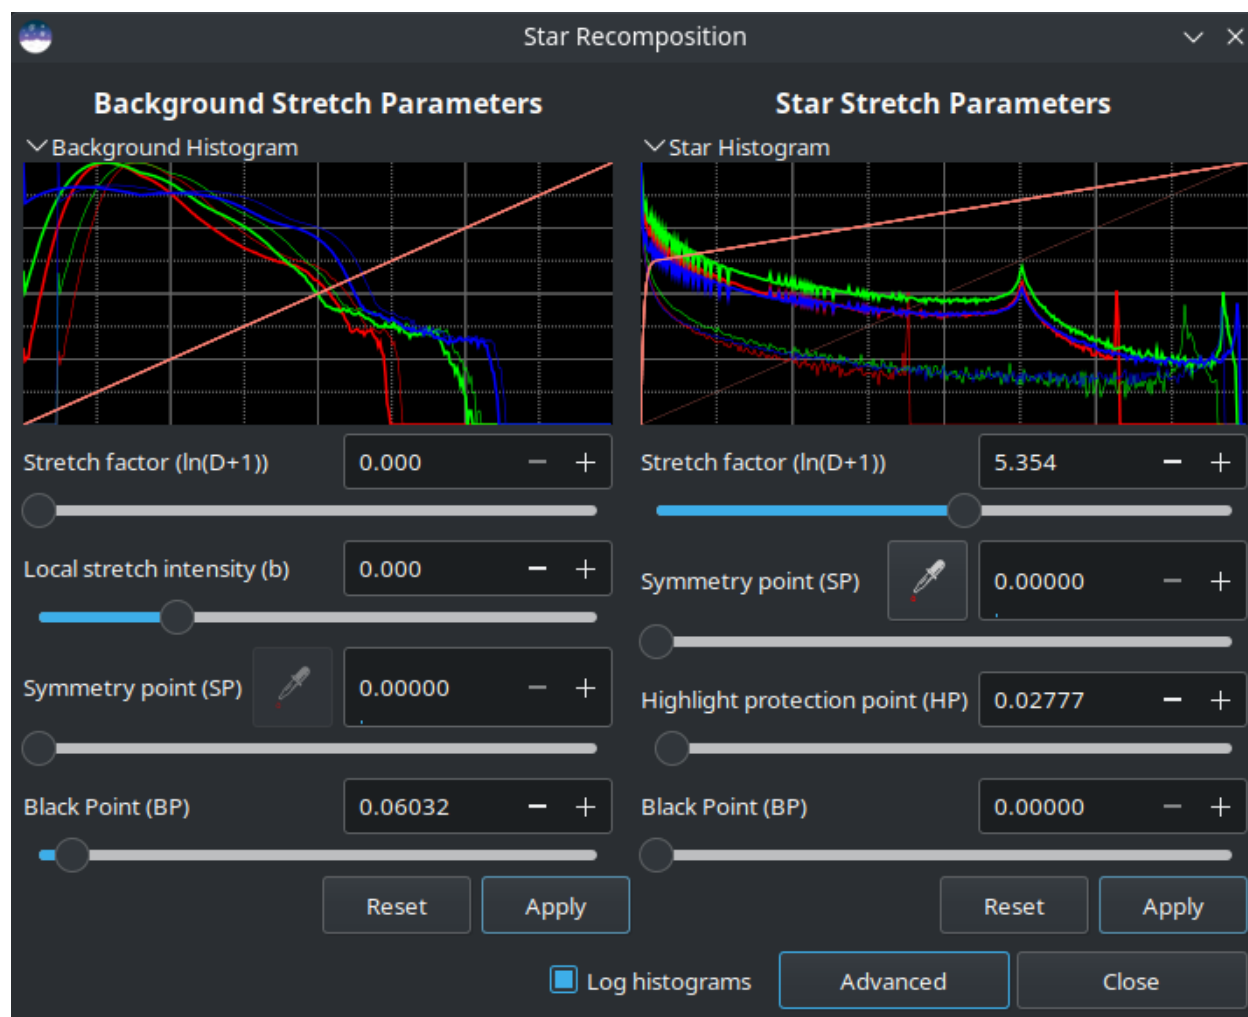 Star Recomposition
Background Stretch Parameters
Background Histogram
Stretch factor (ln(D+1)) 0.000
Local stretch intensity (b) 0.000
Symmetry point (SP) 0.00000
Black Point (BP) 0.06032
Reset Apply
Star Stretch Parameters
Star Histogram
Stretch factor (ln(D+1)) 5.354
Symmetry point (SP) 0.00000
Highlight protection point (HP) 0.02777
Black Point (BP) 0.00000
Reset Apply
Log histograms Advanced Close